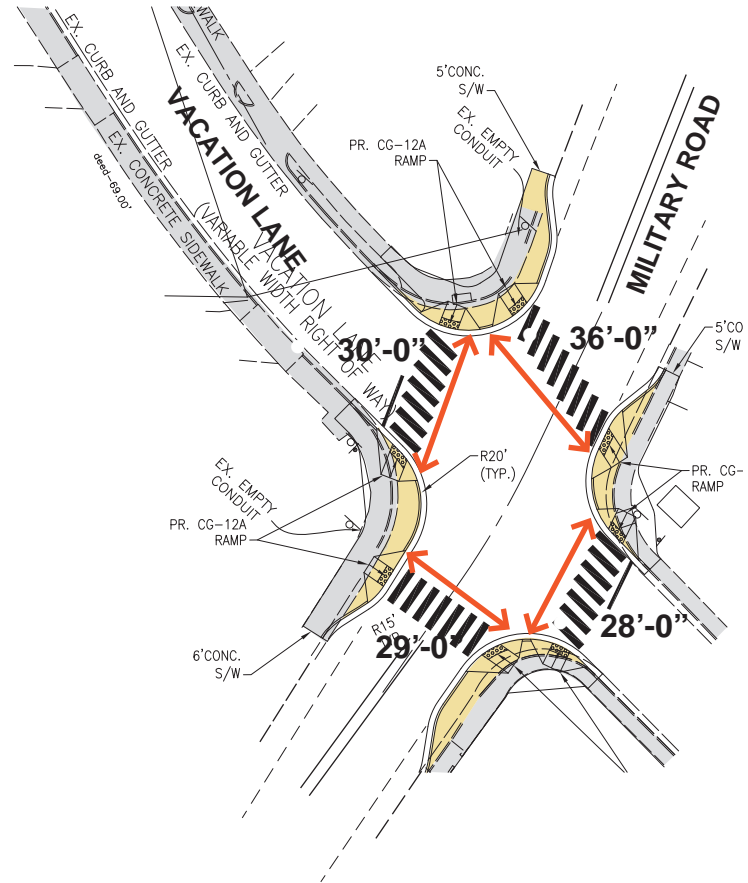 WALK
EX. CURB AND GUTTER
VACATION LANE
EX. CURB AND GUTTER
5'CONC.
S/W
EX. EMPTY
CONDUIT
PR. CG-12A
RAMP
MILITARY ROAD
deed-69.00'
EX. CONCRETE SIDEWALK
VACATION LANE
(VARIABLE WIDTH RIGHT OF WAY)
30'-0"
36'-0"
5'CO
S/W
R20'
(TYP.)
EX. EMPTY
CONDUIT
PR. CG-12A
RAMP
PR. CG-
RAMP
R15'
29'-0"
28'-0"
6'CONC.
S/W